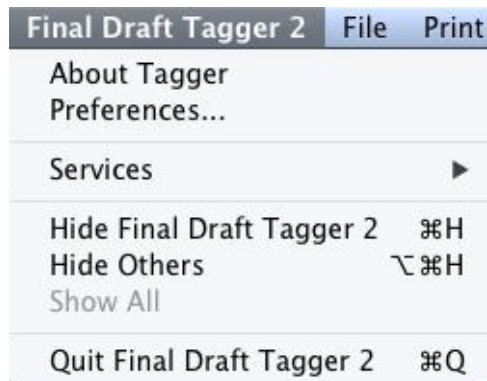 Final Draft Tagger 2 File Print
About Tagger
Preferences...
Services ▶
Hide Final Draft Tagger 2 ⌘H
Hide Others ⌥⌘H
Show All
Quit Final Draft Tagger 2 ⌘Q